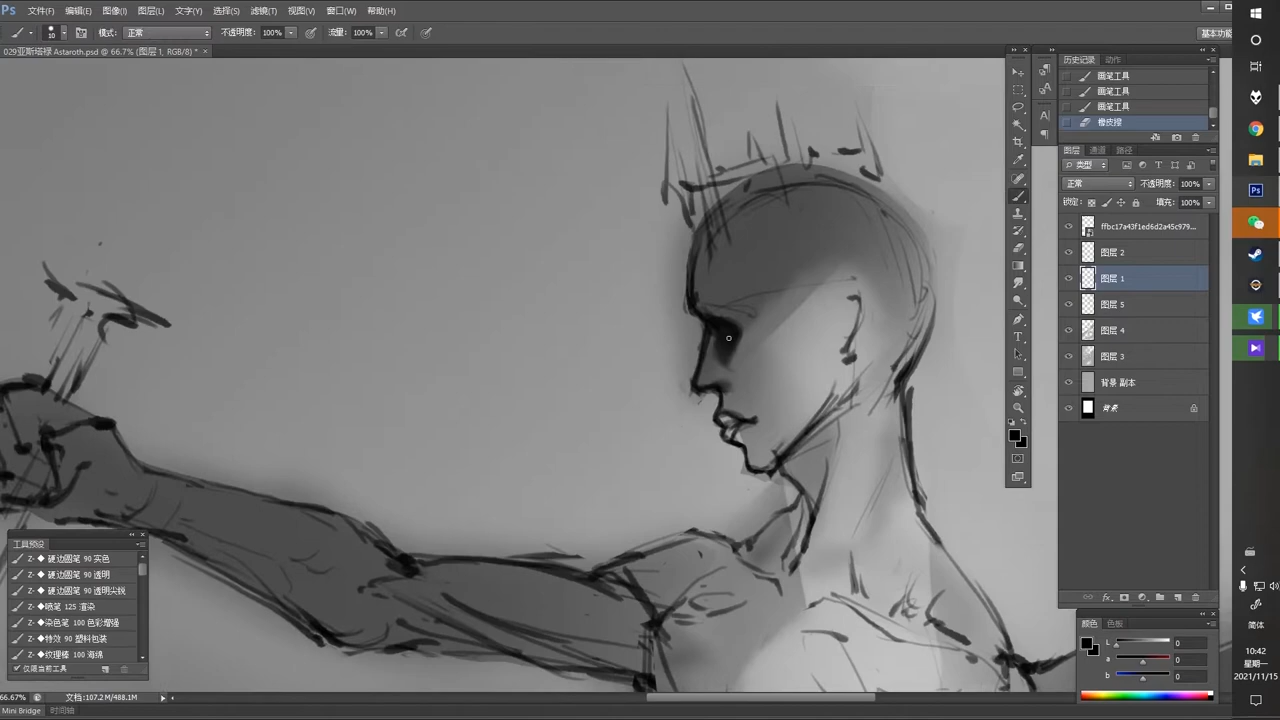 Ps 文件(F) 编辑(E) 图像(I) 图层(L) 文字(Y) 选择(S) 滤镜(T) 视图(V) 窗口(W) 帮助(H)
10 模式: 正常 不透明度: 100% 流量: 100% 基本功能
029亚斯塔禄 Astaroth.psd @ 66.7% (图层 1, RGB/8) *
历史记录 动作
画笔工具
画笔工具
画笔工具
橡皮擦
图层 通道 路径
类型
正常 不透明度: 100%
锁定: 填充: 100%
ffbc17a43f1ed6d2a45c979...
图层 2
图层 1
图层 5
图层 4
图层 3
背景 副本
背景
工具预设
Z- ◆ 硬边圆笔 90 实色
Z- ◆ 硬边圆笔 90 透明
Z- ◆ 硬边圆笔 90 透明尖锐
Z- ◆喷笔 125 渲染
Z- ◆染色笔 100 色彩增强
Z- ◆特效 90 塑料包装
Z- ◆纹理棒 100 海绵
仅限当前工具
颜色 色板
L 0
a 0
b 0
66.67% 文档:107.2 M/488.1M
Mini Bridge 时间轴
简体
10:42
星期一
2021/11/15